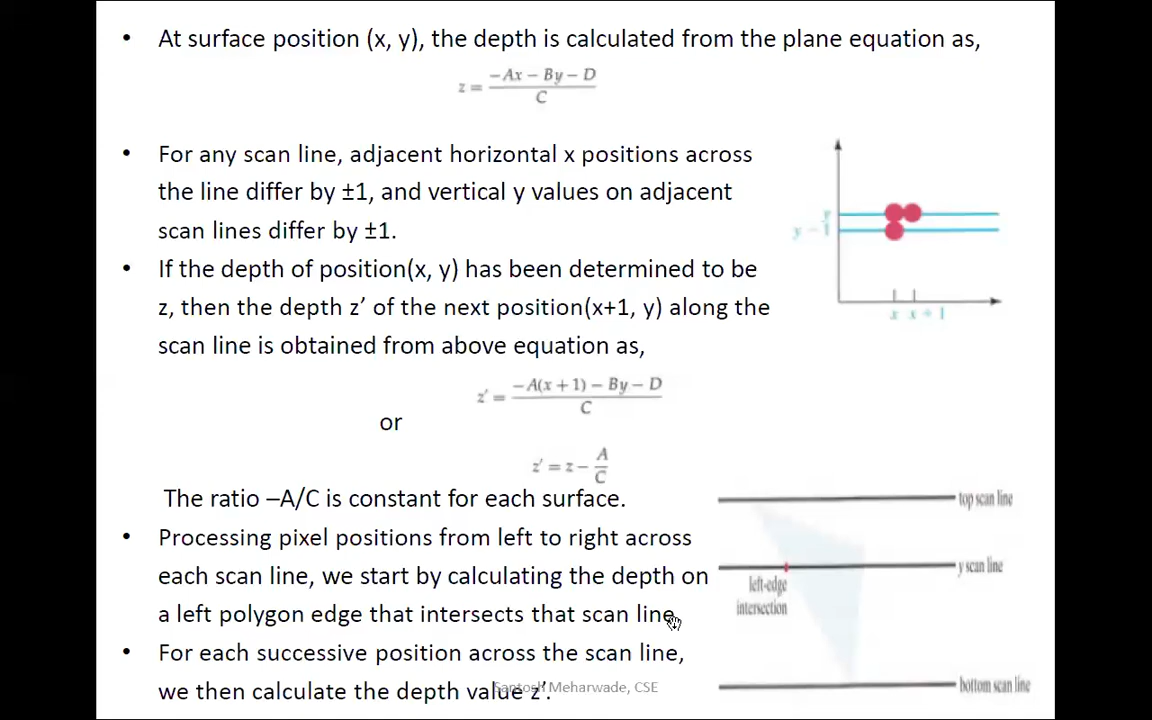 • At surface position (x, y), the depth is calculated from the plane equation as,
z = (−Ax − By − D) / C
• For any scan line, adjacent horizontal x positions across
the line differ by ±1, and vertical y values on adjacent
scan lines differ by ±1.
y
y − 1
x x + 1
• If the depth of position(x, y) has been determined to be
z, then the depth z’ of the next position(x+1, y) along the
scan line is obtained from above equation as,
z′ = (−A(x + 1) − By − D) / C
or
z′ = z − A / C
The ratio –A/C is constant for each surface.
• Processing pixel positions from left to right across
each scan line, we start by calculating the depth on
a left polygon edge that intersects that scan line.
• For each successive position across the scan line,
we then calculate the depth value z’.
top scan line
y scan line
left-edge
intersection
bottom scan line
Santosh Meharwade, CSE